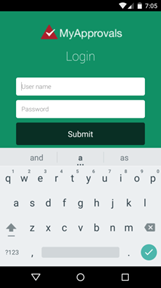 7:05
MyApprovals
Login
User name
Password
Submit
and a as
q w e r t y u i o p
a s d f g h j k l
z x c v b n m
?123 , .